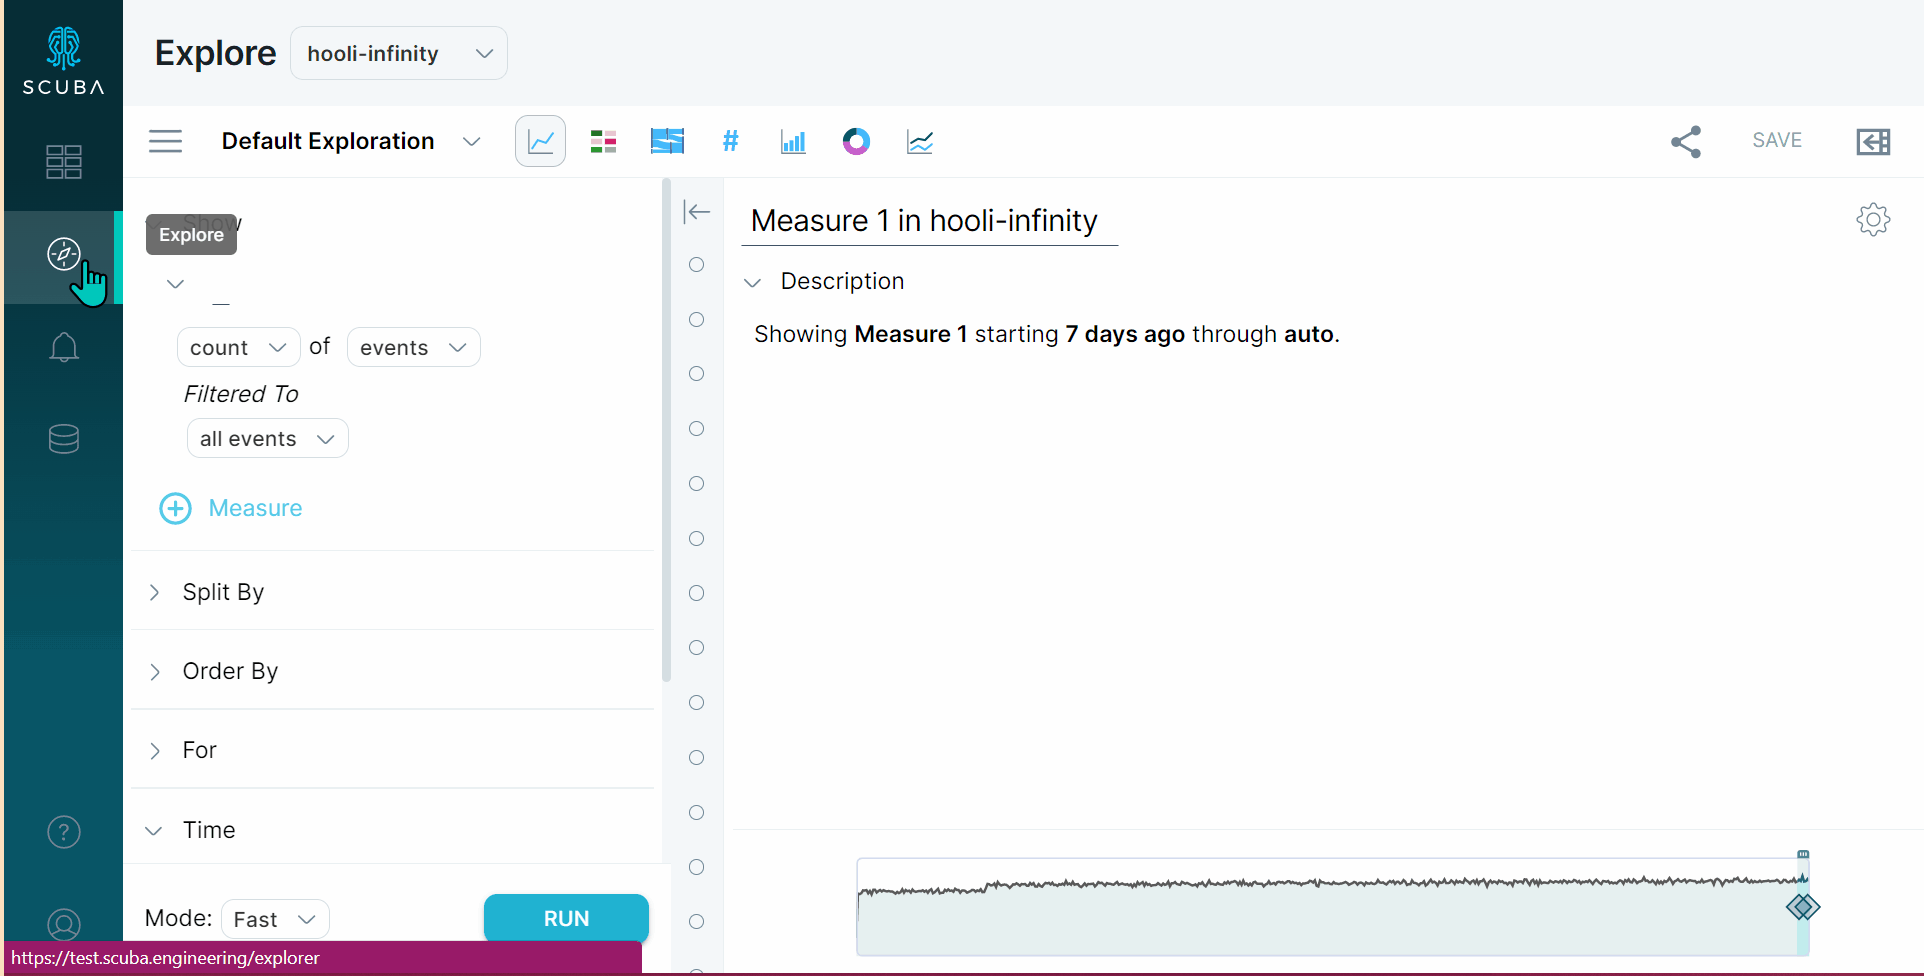 SCUBA
Explore
hooli-infinity
Default Exploration
#
SAVE
Show
Explore
count of events
Filtered To
all events
Measure
Split By
Order By
For
Time
Mode: Fast
RUN
Measure 1 in hooli-infinity
Description
Showing Measure 1 starting 7 days ago through auto.
?
https://test.scuba.engineering/explorer